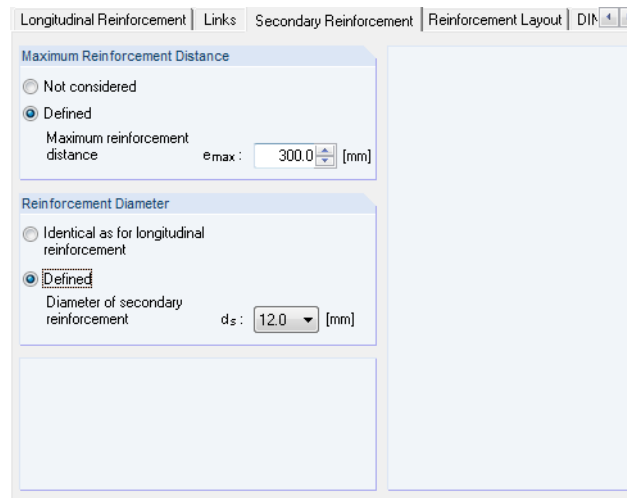 Longitudinal Reinforcement Links Secondary Reinforcement Reinforcement Layout DIN
Maximum Reinforcement Distance
Not considered
Defined
Maximum reinforcement
distance emax : 300.0 [mm]
Reinforcement Diameter
Identical as for longitudinal
reinforcement
Defined
Diameter of secondary
reinforcement ds : 12.0 [mm]